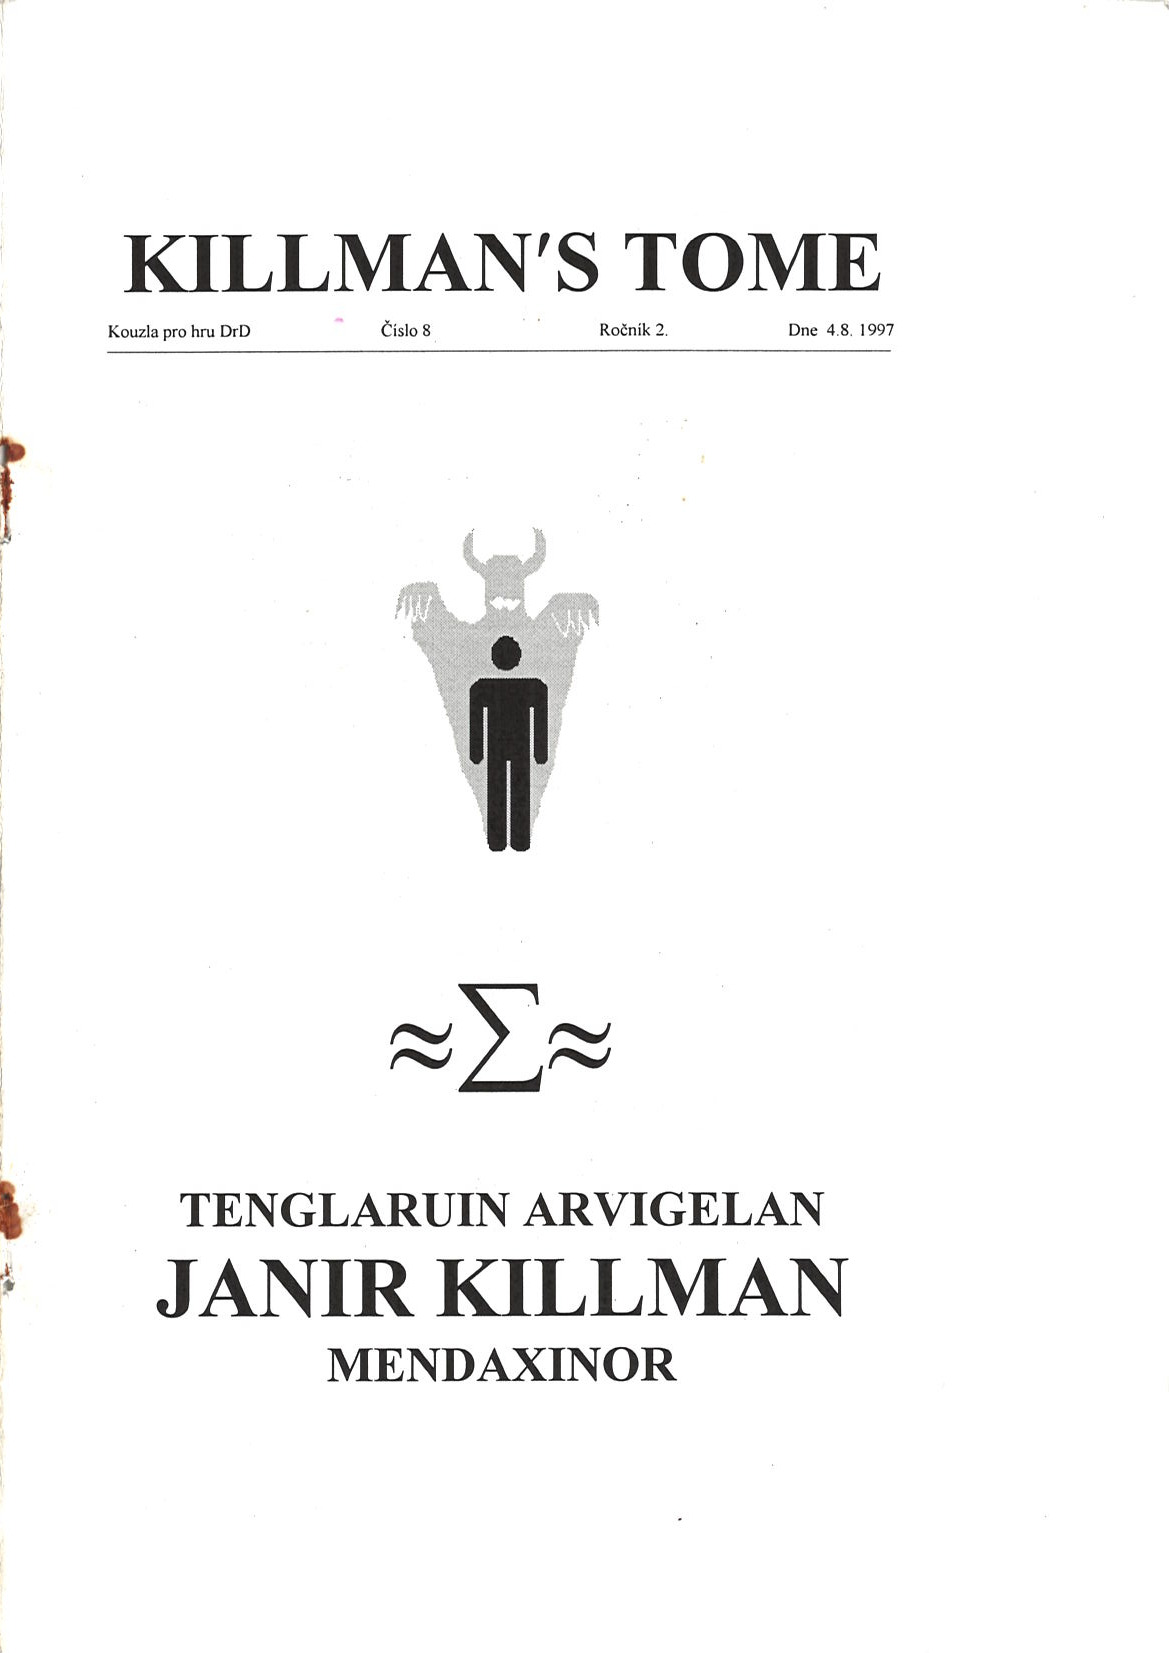 KILLMAN'S TOME
Kouzla pro hru DrD Číslo 8 Ročník 2. Dne 4.8. 1997
≈Σ≈
TENGLARUIN ARVIGELAN
JANIR KILLMAN
MENDAXINOR